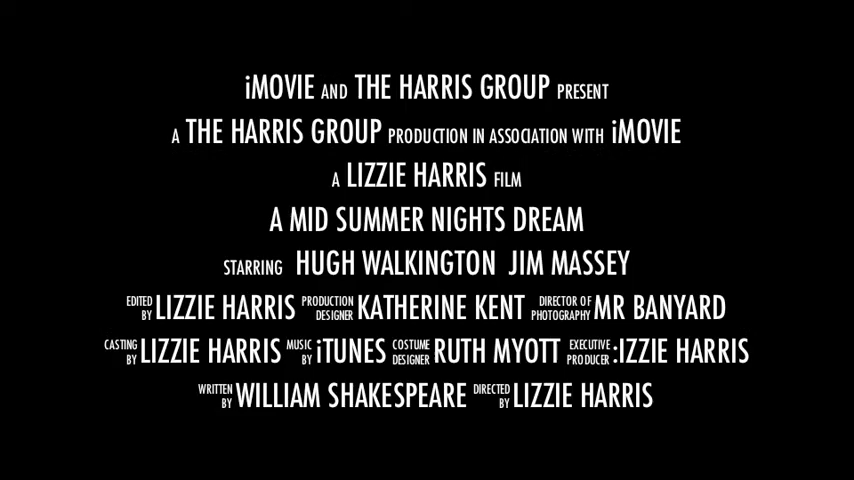 iMOVIE AND THE HARRIS GROUP PRESENT
A THE HARRIS GROUP PRODUCTION IN ASSOCIATION WITH iMOVIE
A LIZZIE HARRIS FILM
A MID SUMMER NIGHTS DREAM
STARRING HUGH WALKINGTON JIM MASSEY
EDITED BY LIZZIE HARRIS PRODUCTION DESIGNER KATHERINE KENT DIRECTOR OF PHOTOGRAPHY MR BANYARD
CASTING BY LIZZIE HARRIS MUSIC BY iTUNES COSTUME DESIGNER RUTH MYOTT EXECUTIVE PRODUCER :IZZIE HARRIS
WRITTEN BY WILLIAM SHAKESPEARE DIRECTED BY LIZZIE HARRIS